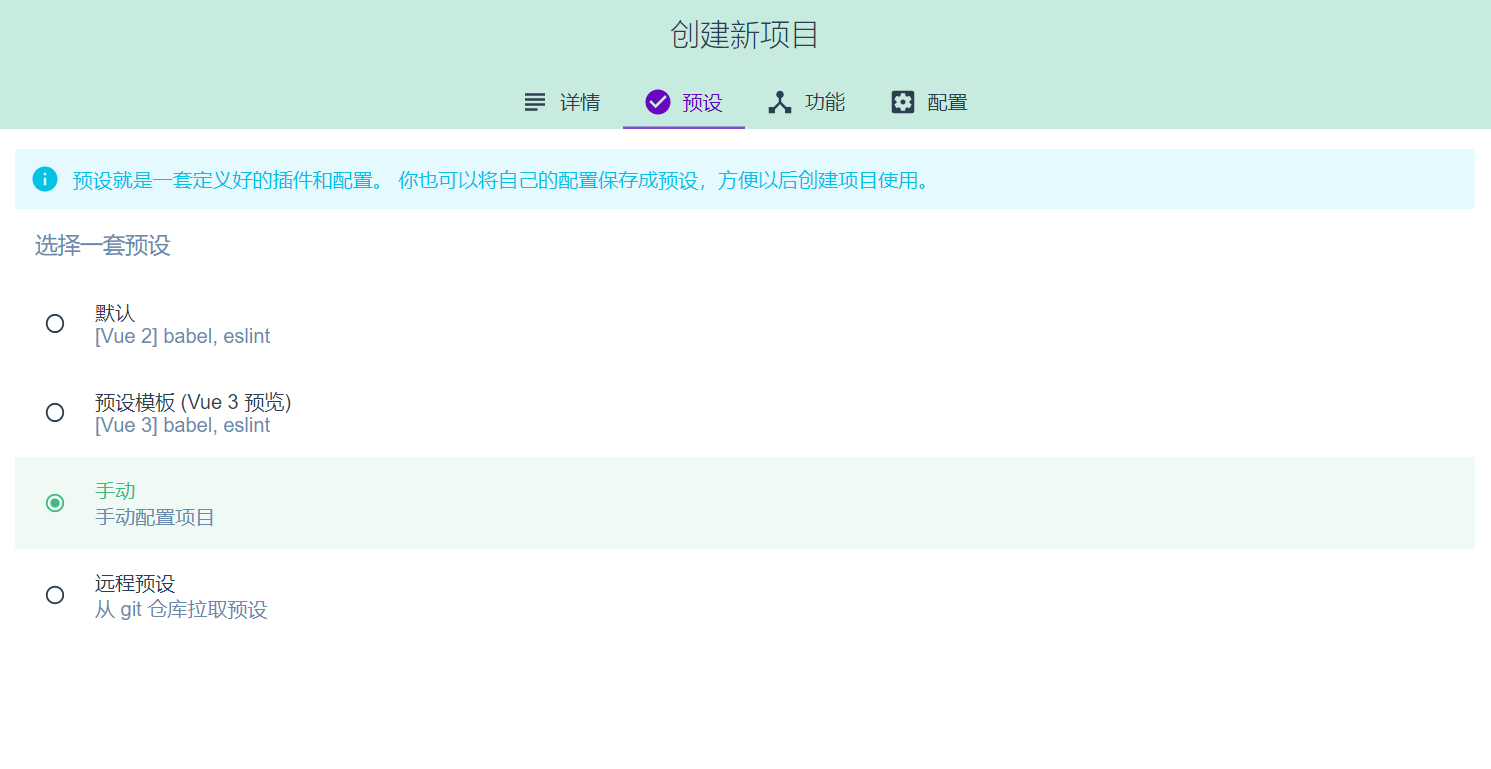 创建新项目
详情 预设 功能 配置
预设就是一套定义好的插件和配置。 你也可以将自己的配置保存成预设，方便以后创建项目使用。
选择一套预设
默认
[Vue 2] babel, eslint
预设模板 (Vue 3 预览)
[Vue 3] babel, eslint
手动
手动配置项目
远程预设
从 git 仓库拉取预设